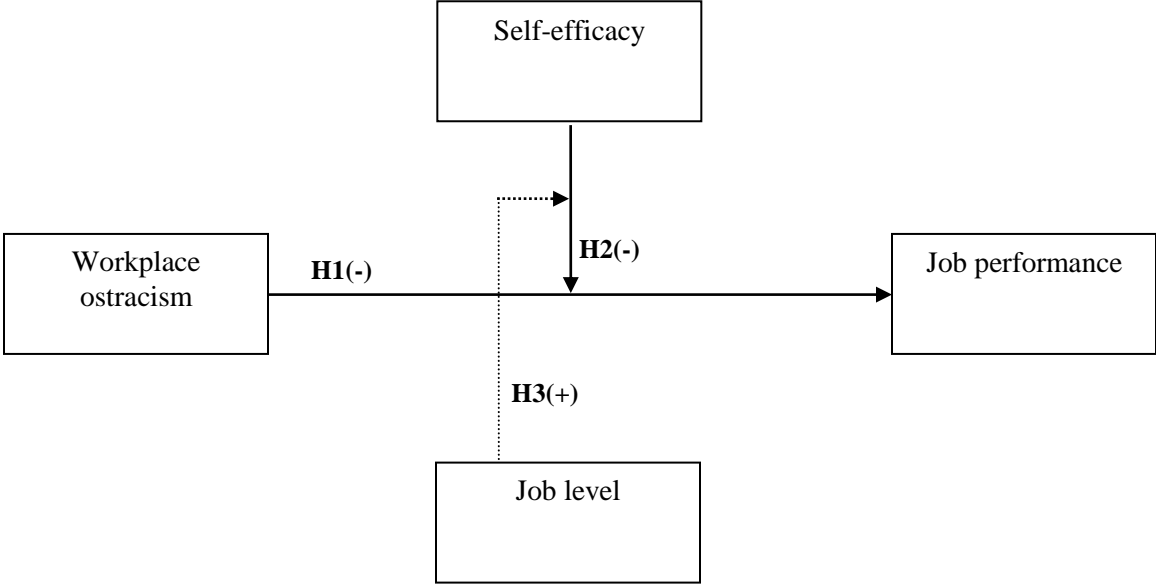 Self-efficacy
H2(-)
Workplace
ostracism
H1(-)
Job performance
H3(+)
Job level